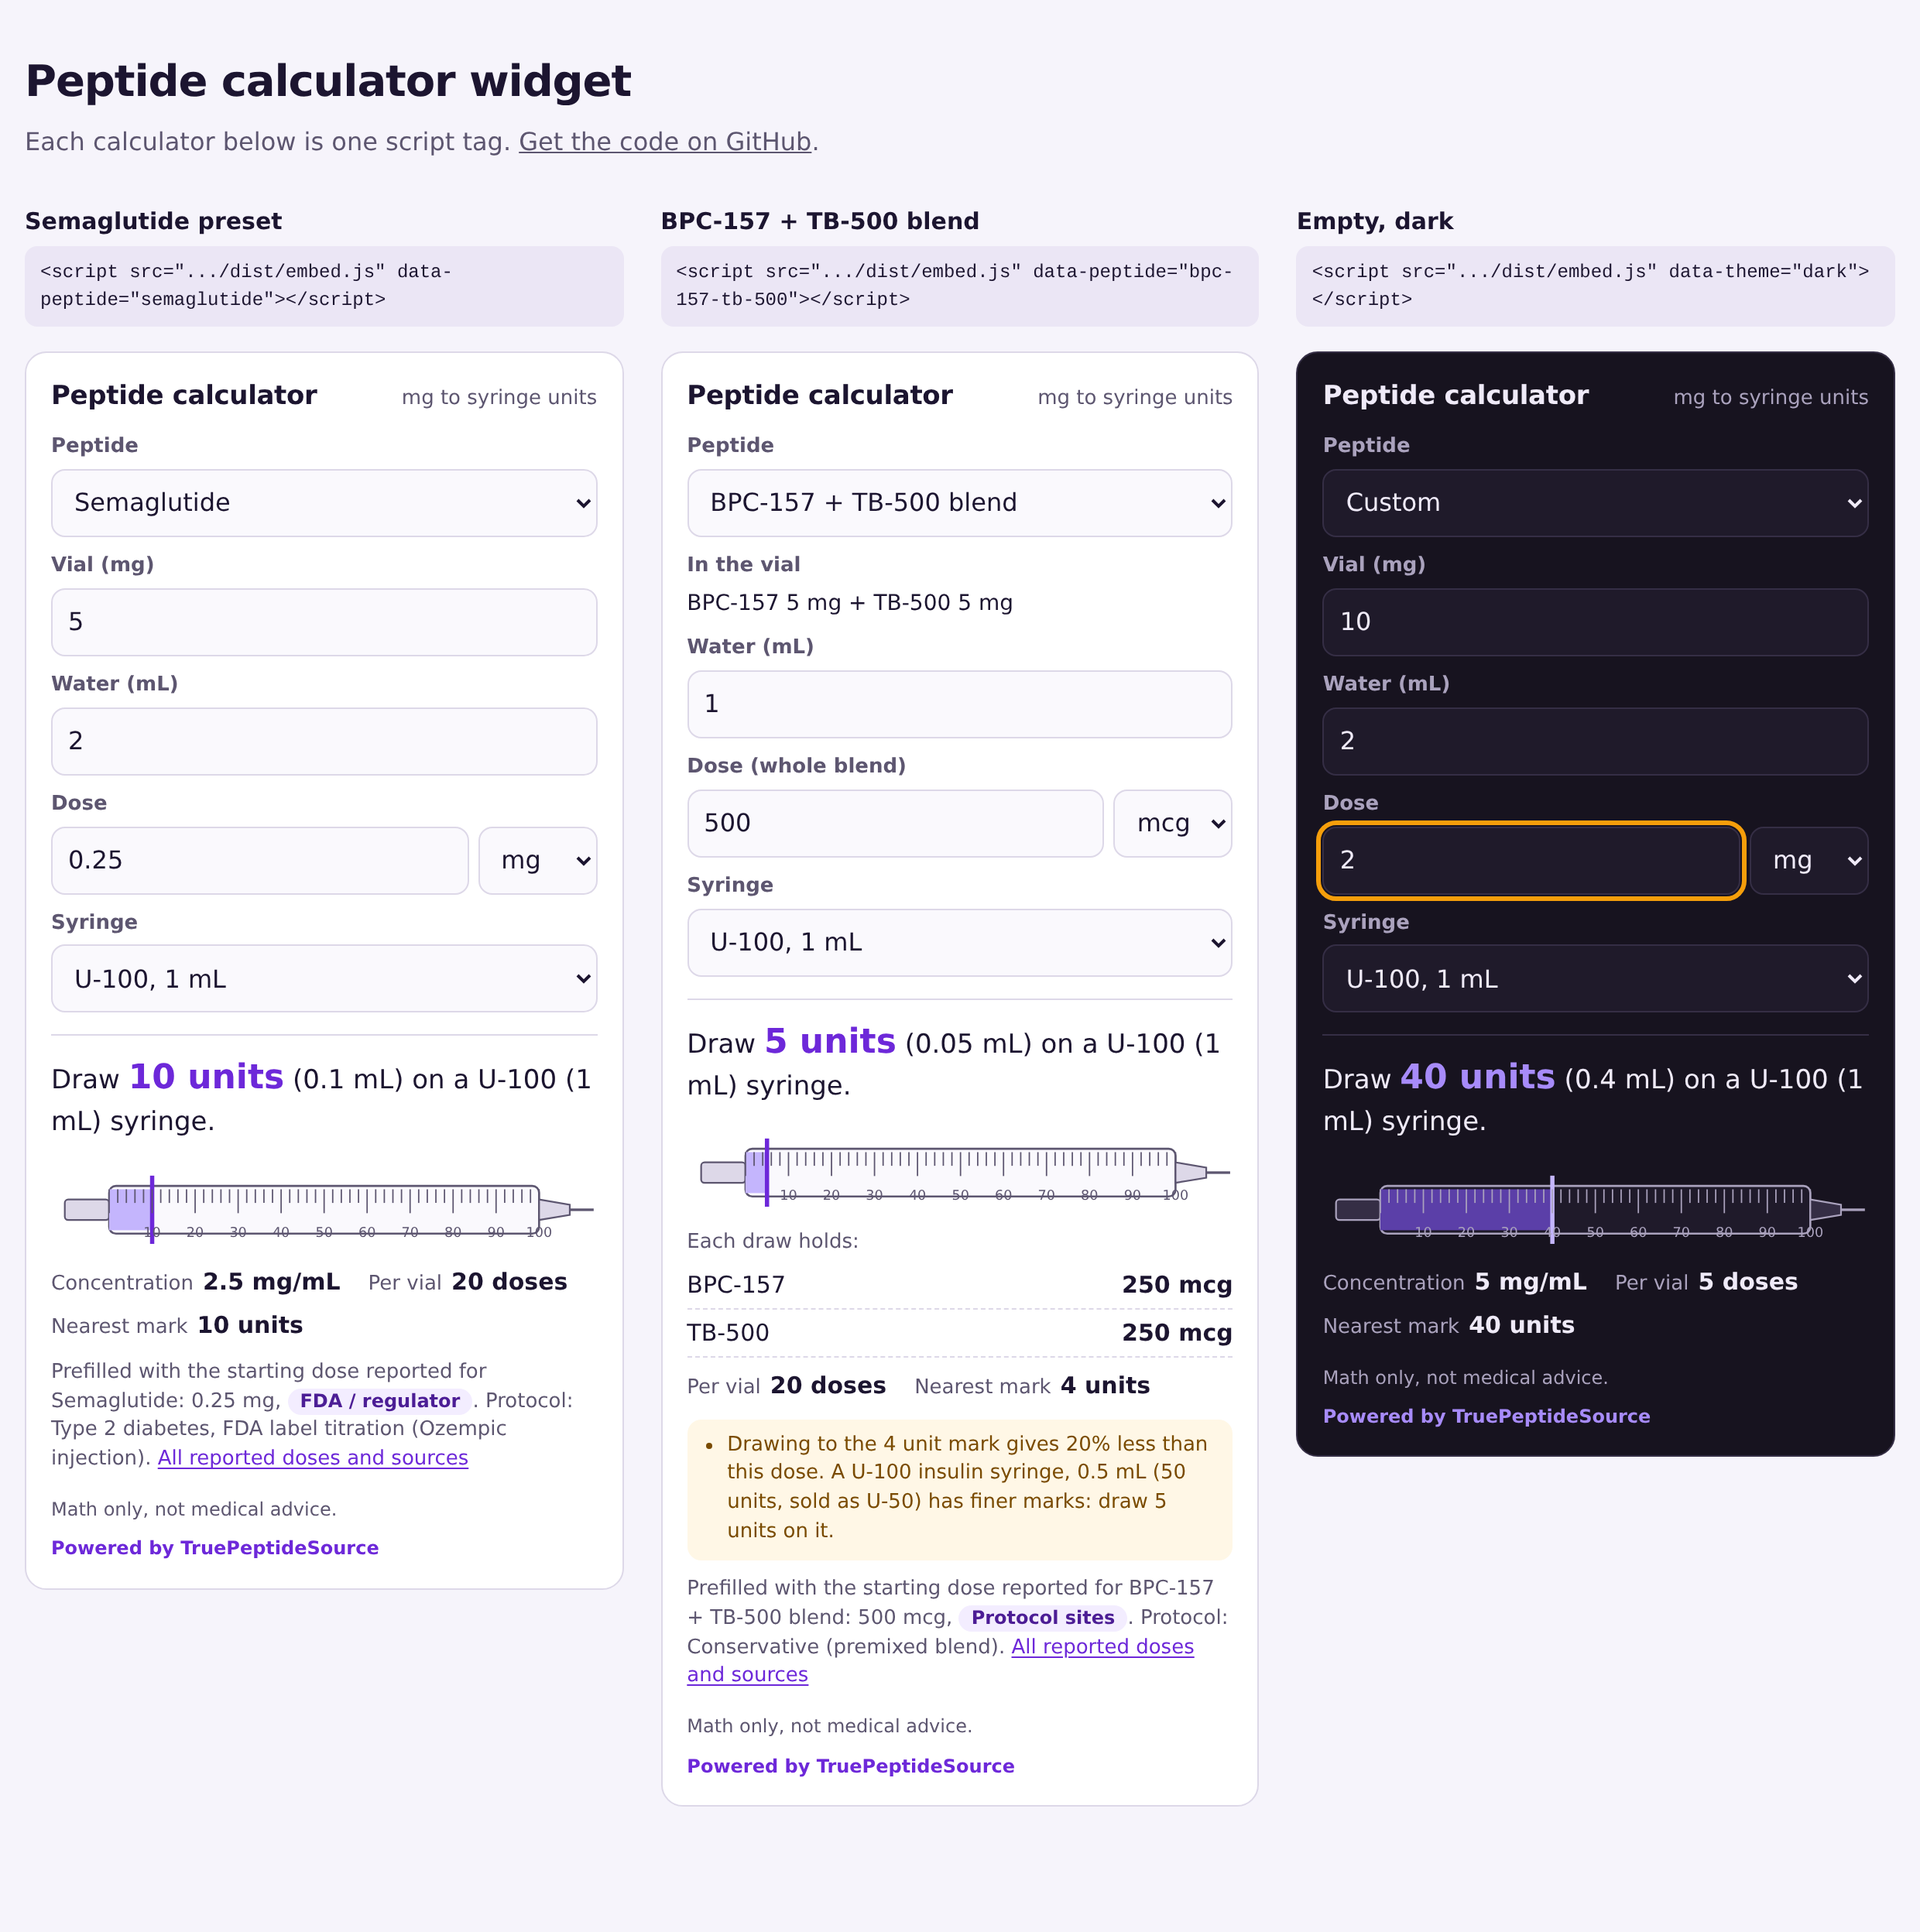 Peptide calculator widget
Each calculator below is one script tag. Get the code on GitHub.
Semaglutide preset
<script src=".../dist/embed.js" data-
peptide="semaglutide"></script>
Peptide calculator
mg to syringe units
Peptide
Semaglutide
Vial (mg)
5
Water (mL)
2
Dose
0.25
mg
Syringe
U-100, 1 mL
Draw 10 units (0.1 mL) on a U-100 (1
mL) syringe.
10 20 30 40 50 60 70 80 90 100
Concentration 2.5 mg/mL Per vial 20 doses
Nearest mark 10 units
Prefilled with the starting dose reported for
Semaglutide: 0.25 mg, FDA / regulator. Protocol:
Type 2 diabetes, FDA label titration (Ozempic
injection). All reported doses and sources
Math only, not medical advice.
Powered by TruePeptideSource
BPC-157 + TB-500 blend
<script src=".../dist/embed.js" data-peptide="bpc-
157-tb-500"></script>
Peptide calculator
mg to syringe units
Peptide
BPC-157 + TB-500 blend
In the vial
BPC-157 5 mg + TB-500 5 mg
Water (mL)
1
Dose (whole blend)
500
mcg
Syringe
U-100, 1 mL
Draw 5 units (0.05 mL) on a U-100 (1
mL) syringe.
10 20 30 40 50 60 70 80 90 100
Each draw holds:
BPC-157 250 mcg
TB-500 250 mcg
Per vial 20 doses Nearest mark 4 units
• Drawing to the 4 unit mark gives 20% less than
this dose. A U-100 insulin syringe, 0.5 mL (50
units, sold as U-50) has finer marks: draw 5
units on it.
Prefilled with the starting dose reported for BPC-157
+ TB-500 blend: 500 mcg, Protocol sites. Protocol:
Conservative (premixed blend). All reported doses
and sources
Math only, not medical advice.
Powered by TruePeptideSource
Empty, dark
<script src=".../dist/embed.js" data-theme="dark">
</script>
Peptide calculator
mg to syringe units
Peptide
Custom
Vial (mg)
10
Water (mL)
2
Dose
2
mg
Syringe
U-100, 1 mL
Draw 40 units (0.4 mL) on a U-100 (1
mL) syringe.
10 20 30 40 50 60 70 80 90 100
Concentration 5 mg/mL Per vial 5 doses
Nearest mark 40 units
Math only, not medical advice.
Powered by TruePeptideSource